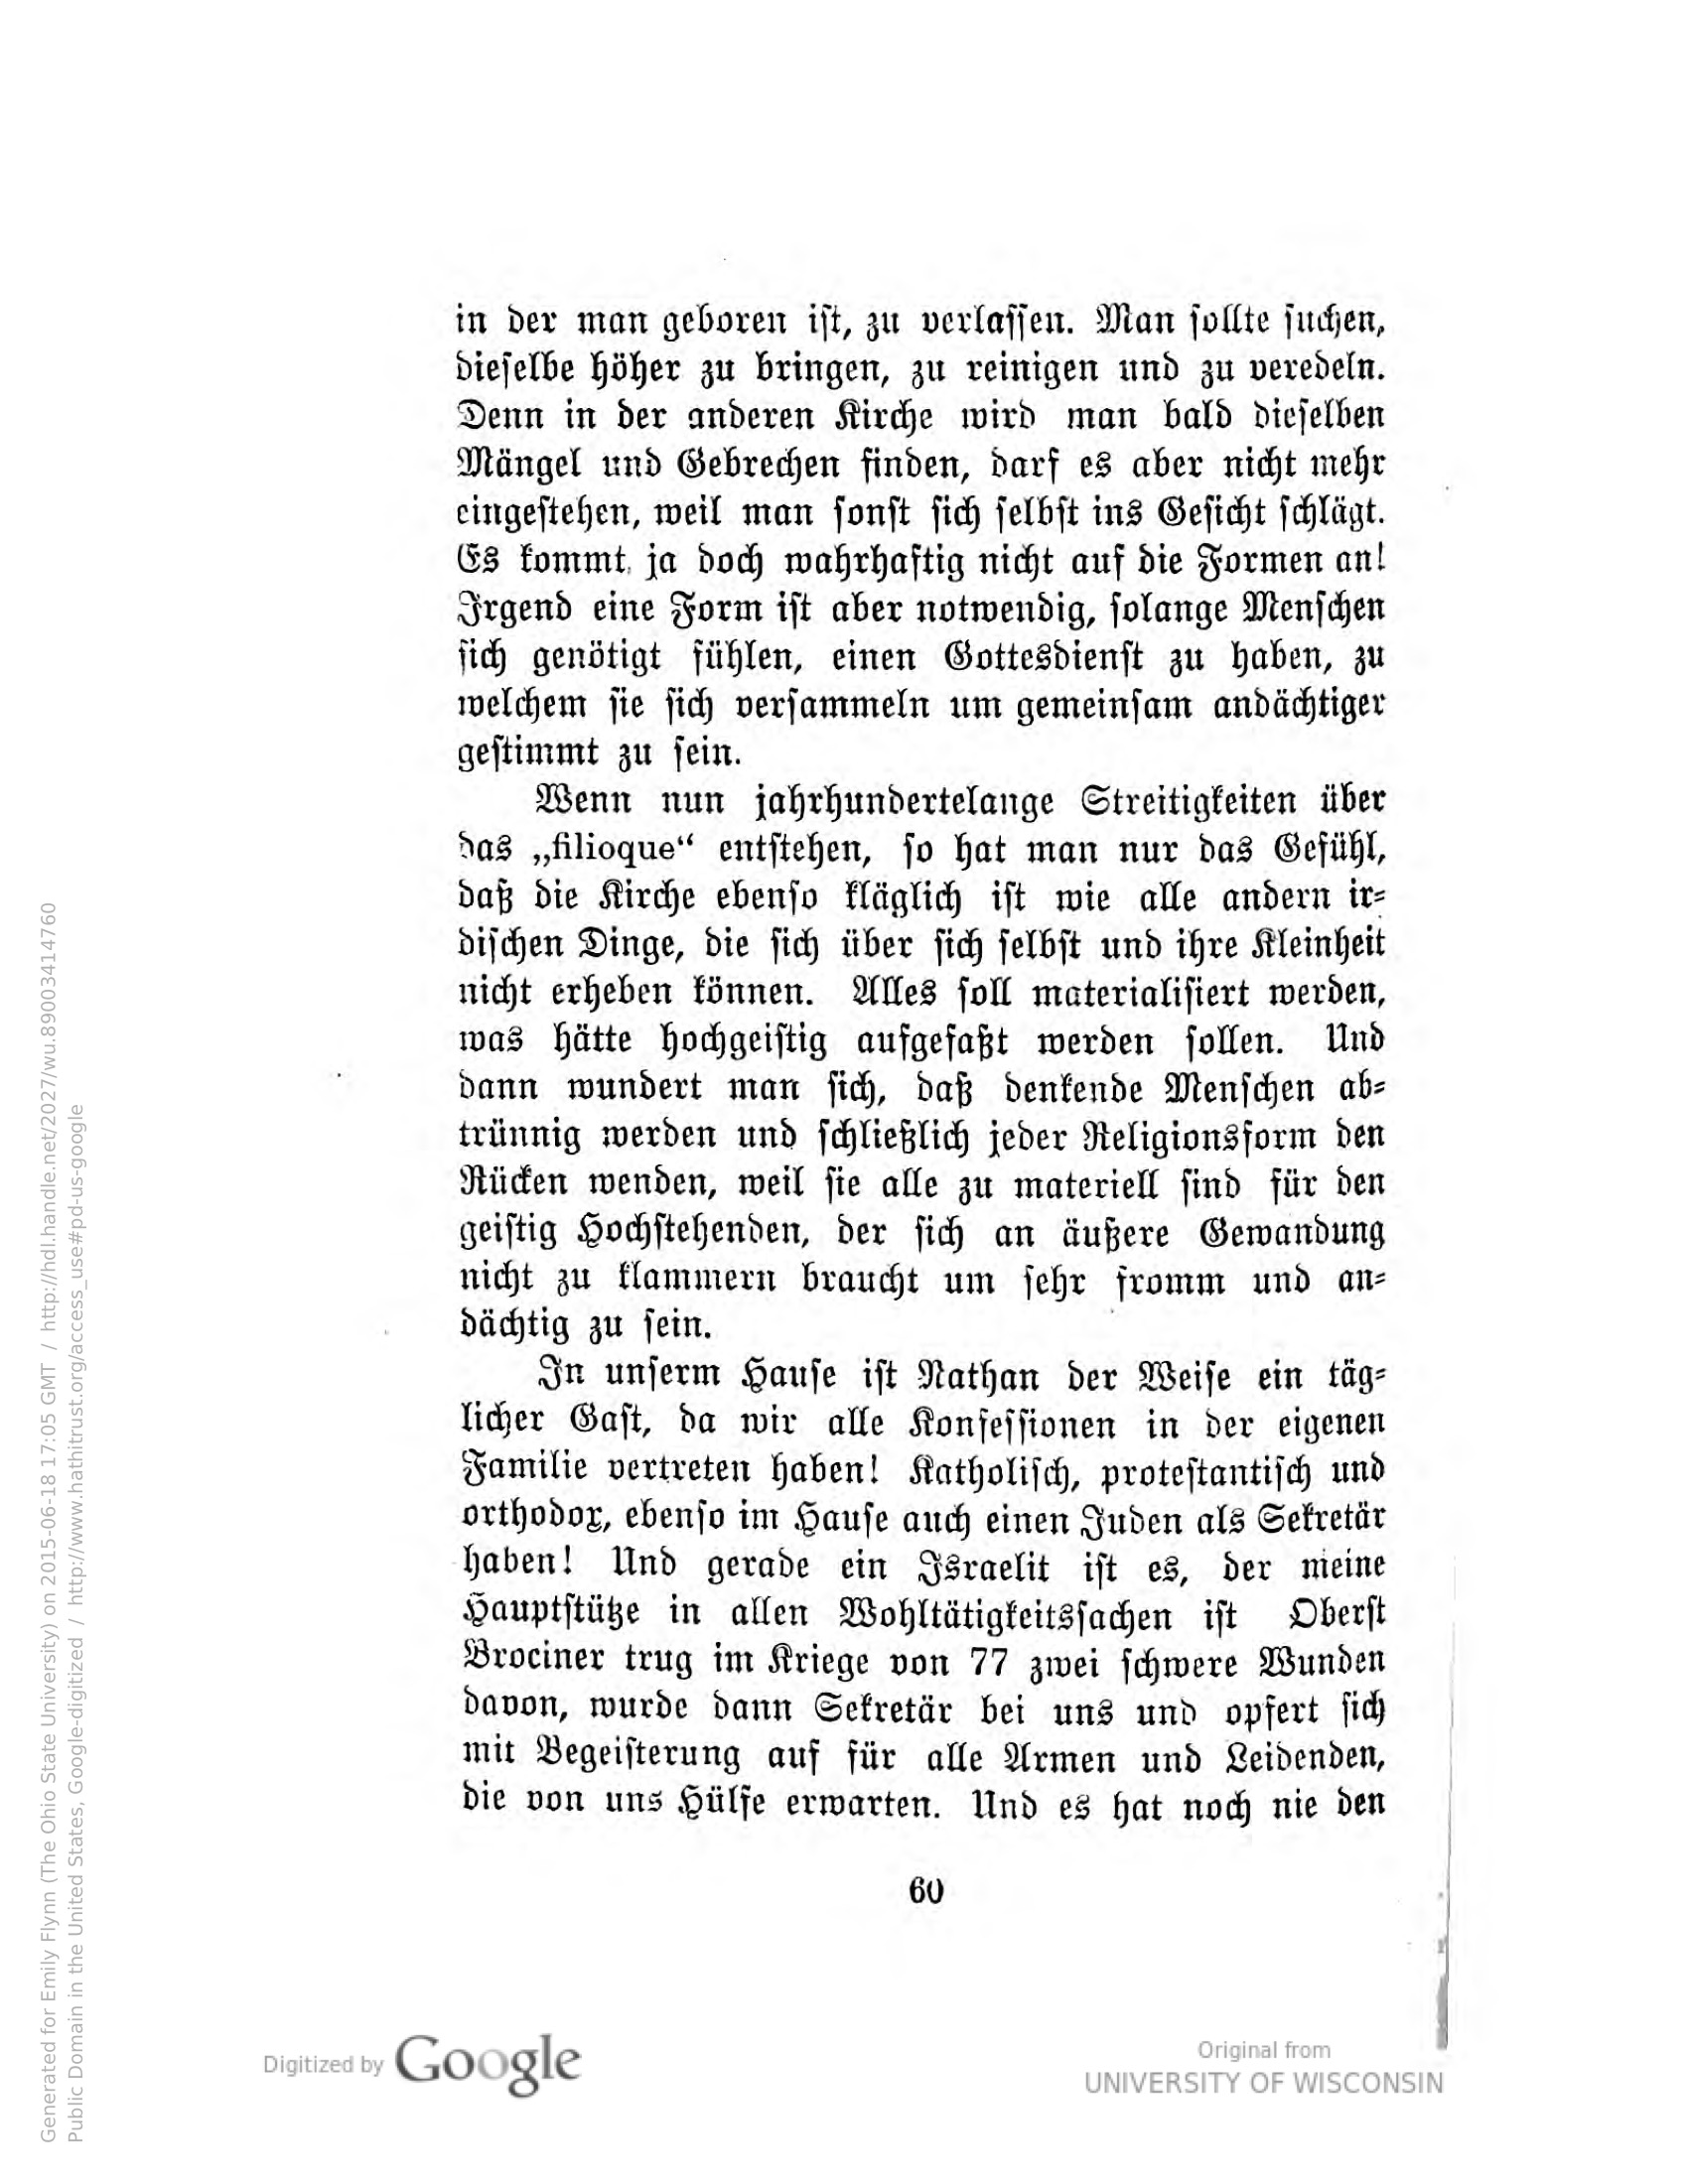 in der man geboren ist, zu verlassen. Man sollte suchen,
dieselbe höher zu bringen, zu reinigen und zu veredeln.
Denn in der anderen Kirche wird man bald dieselben
Mängel und Gebrechen finden, darf es aber nicht mehr
eingestehen, weil man sonst sich selbst ins Gesicht schlägt.
Es kommt ja doch wahrhaftig nicht auf die Formen an!
Irgend eine Form ist aber notwendig, solange Menschen
sich genötigt fühlen, einen Gottesdienst zu haben, zu
welchem sie sich versammeln um gemeinsam andächtiger
gestimmt zu sein.
Wenn nun jahrhundertelange Streitigkeiten über
das „filioque“ entstehen, so hat man nur das Gefühl,
daß die Kirche ebenso kläglich ist wie alle andern ir-
dischen Dinge, die sich über sich selbst und ihre Kleinheit
nicht erheben können. Alles soll materialisiert werden,
was hätte hochgeistig aufgefaßt werden sollen. Und
dann wundert man sich, daß denkende Menschen ab-
trünnig werden und schließlich jeder Religionsform den
Rücken wenden, weil sie alle zu materiell sind für den
geistig Hochstehenden, der sich an äußere Gewandung
nicht zu klammern braucht um sehr fromm und an-
dächtig zu sein.
In unserm Hause ist Nathan der Weise ein täg-
licher Gast, da wir alle Konfessionen in der eigenen
Familie vertreten haben! Katholisch, protestantisch und
orthodox, ebenso im Hause auch einen Juden als Sekretär
haben! Und gerade ein Israelit ist es, der meine
Hauptstütze in allen Wohltätigkeitssachen ist Oberst
Brociner trug im Kriege von 77 zwei schwere Wunden
davon, wurde dann Sekretär bei uns und opfert sich
mit Begeisterung auf für alle Armen und Leidenden,
die von uns Hülfe erwarten. Und es hat noch nie den
60
Digitized by Google
Original from
UNIVERSITY OF WISCONSIN
Generated for Emily Flynn (The Ohio State University) on 2015-06-18 17:05 GMT / http://hdl.handle.net/2027/wu.89003414760
Public Domain in the United States, Google-digitized / http://www.hathitrust.org/access_use#pd-us-google